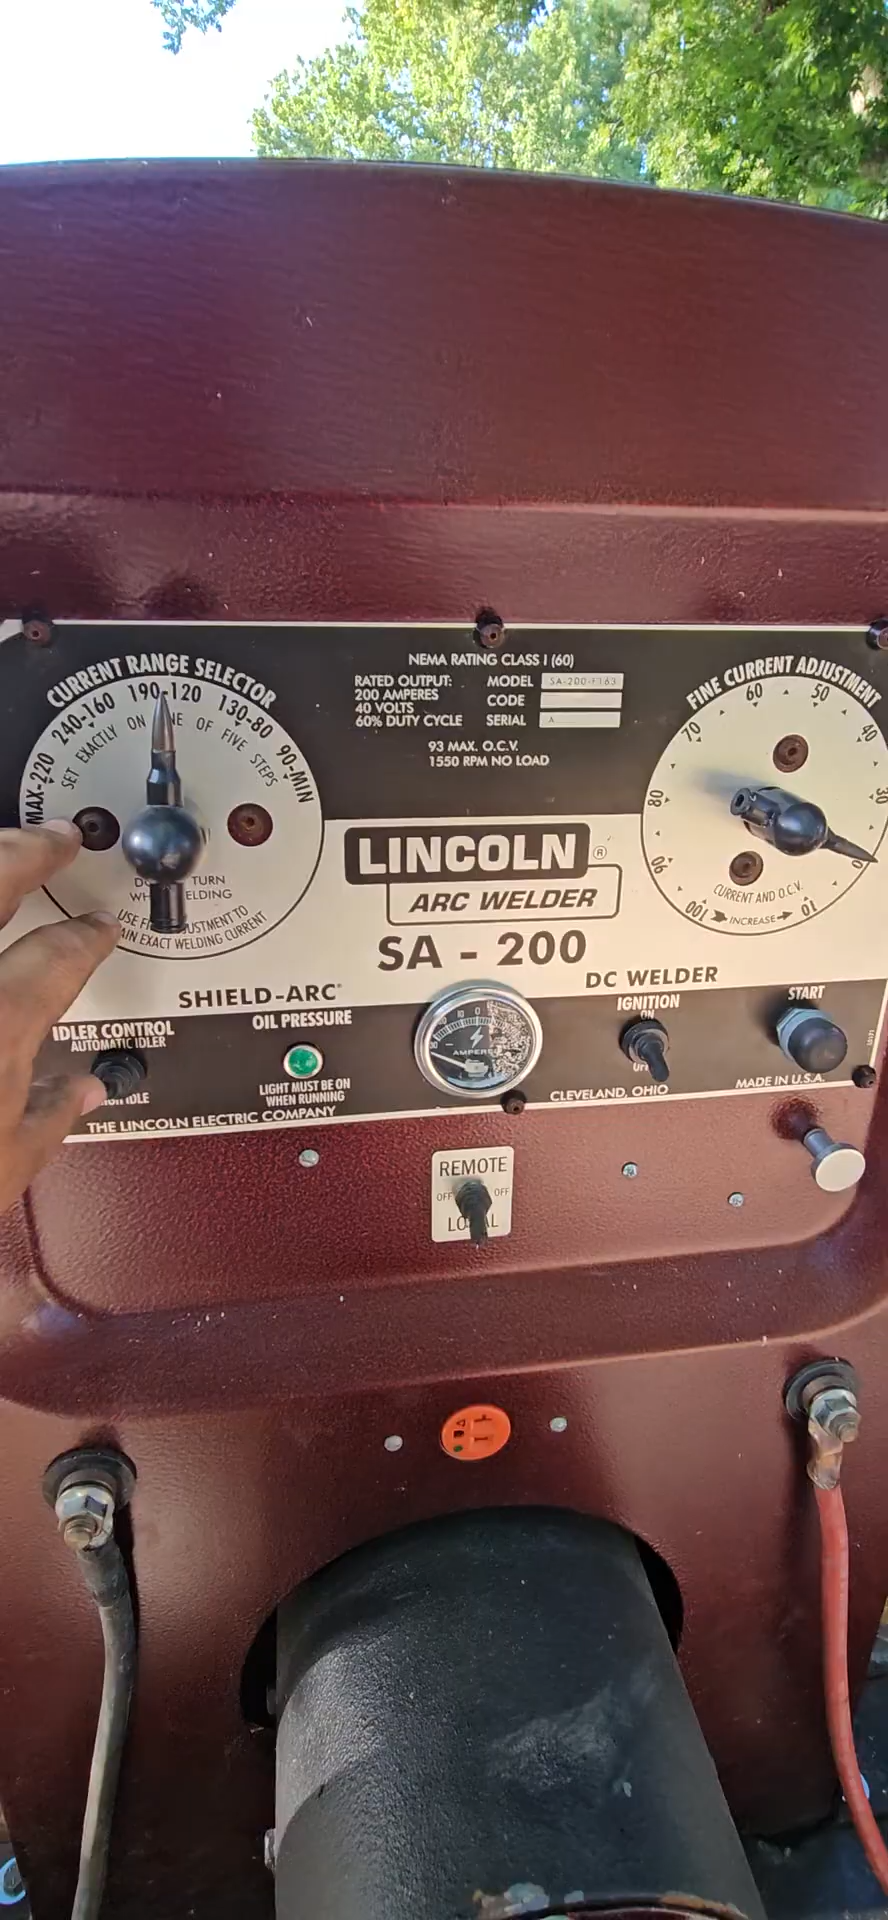 CURRENT RANGE SELECTOR
MAX-220
240-160
190-120
130-80
90-MIN
SET EXACTLY ON OF FIVE STEPS
TURN
USE
EXACT WELDING CURRENT
NEMA RATING CLASS I (60)
RATED OUTPUT:
200 AMPERES
40 VOLTS
60% DUTY CYCLE
MODEL SA-200-F163
CODE
SERIAL A
93 MAX. O.C.V.
1550 RPM NO LOAD
FINE CURRENT ADJUSTMENT
100
90
80
70
60
50
40
30
10
CURRENT AND O.C.V.
INCREASE
LINCOLN ®
ARC WELDER
SA - 200
SHIELD-ARC®
DC WELDER
IDLER CONTROL
AUTOMATIC IDLER
IDLE
OIL PRESSURE
LIGHT MUST BE ON
WHEN RUNNING
THE LINCOLN ELECTRIC COMPANY
10 0
AMPERES
IGNITION
ON
CLEVELAND, OHIO
START
MADE IN U.S.A.
REMOTE
OFF OFF